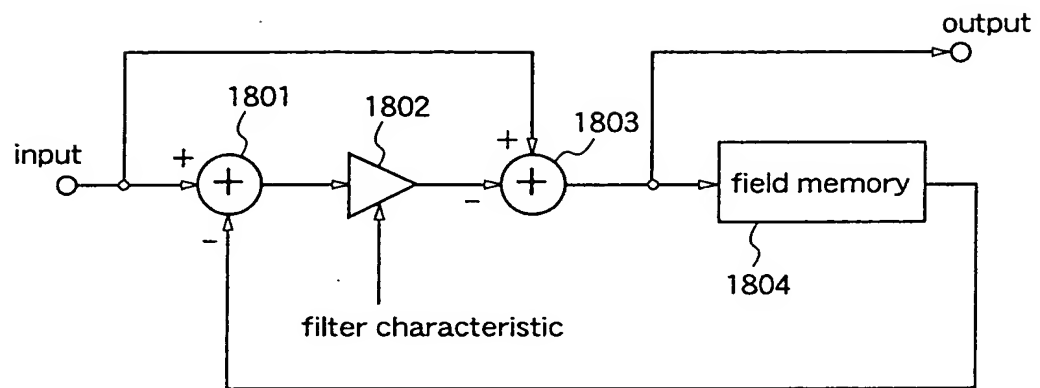 output
1801
1802
1803
input
+
+
+
+
-
field memory
-
1804
filter characteristic